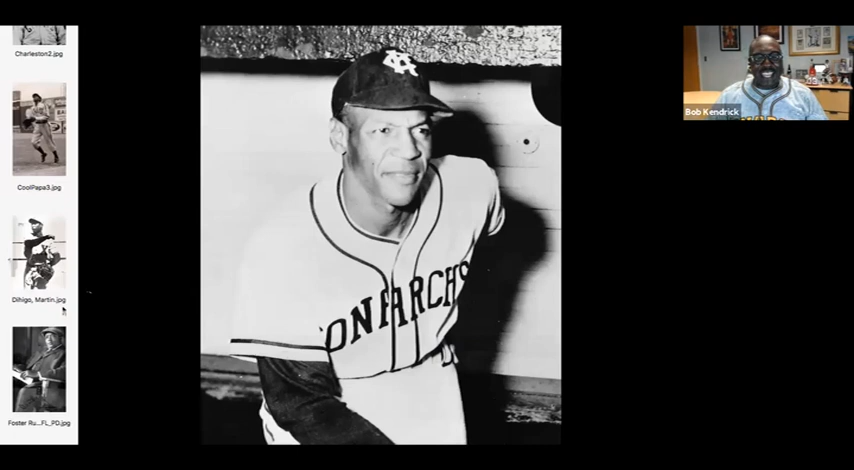 Charleston2.jpg
CoolPapa3.jpg
Dihigo, Martin.jpg
Foster Ru...FL_PD.jpg
KC
ONARCHS
Bob Kendrick